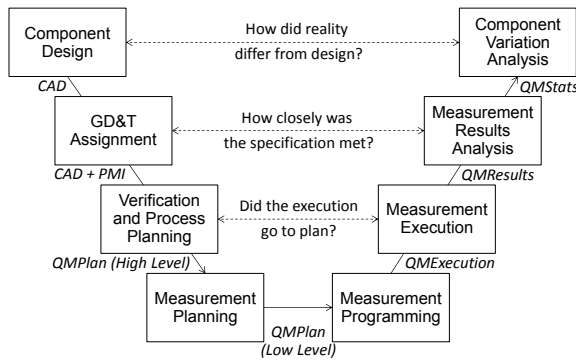 Component
Design
How did reality
differ from design?
Component
Variation
Analysis
CAD
QMStats
GD&T
Assignment
How closely was
the specification met?
Measurement
Results
Analysis
CAD + PMI
QMResults
Verification
and Process
Planning
Did the execution
go to plan?
Measurement
Execution
QMPlan (High Level)
QMExecution
Measurement
Planning
QMPlan
(Low Level)
Measurement
Programming